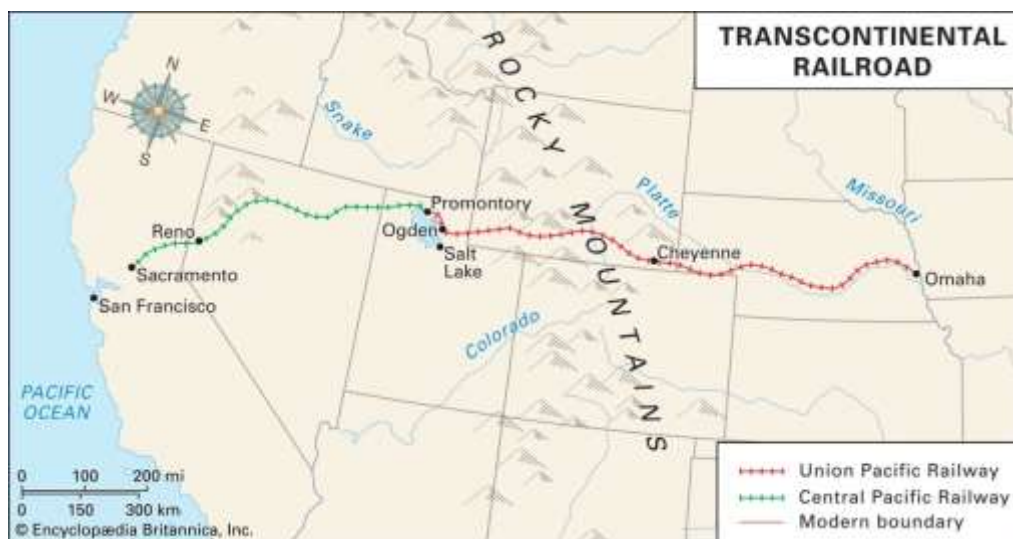 TRANSCONTINENTAL
RAILROAD
N
W
E
S
Snake
ROCKY MOUNTAINS
Platte
Missouri
Promontory
Ogden
Salt
Lake
Reno
Sacramento
San Francisco
Cheyenne
Omaha
Colorado
PACIFIC
OCEAN
0 100 200 mi
0 150 300 km
© Encyclopædia Britannica, Inc.
Union Pacific Railway
Central Pacific Railway
Modern boundary